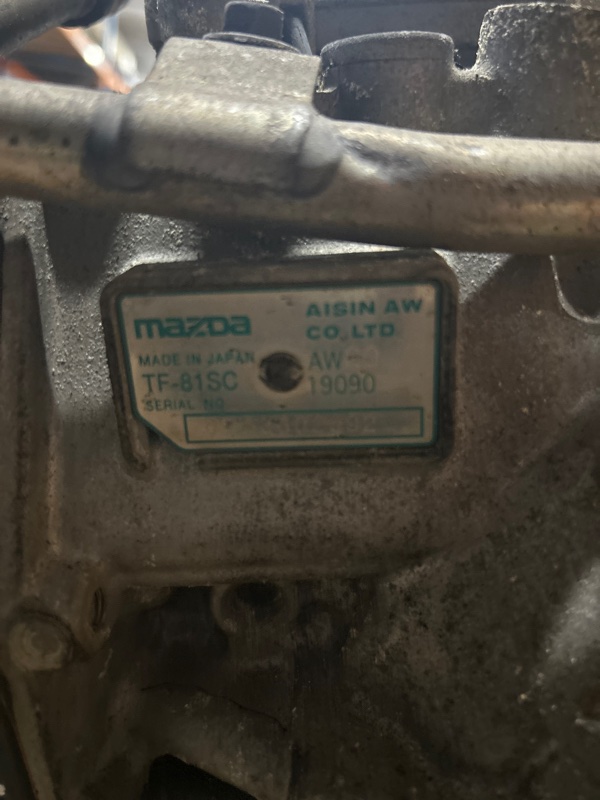 mazda
AISIN AW
CO., LTD
MADE IN JAPAN
AW
TF-81SC
19090
SERIAL NO